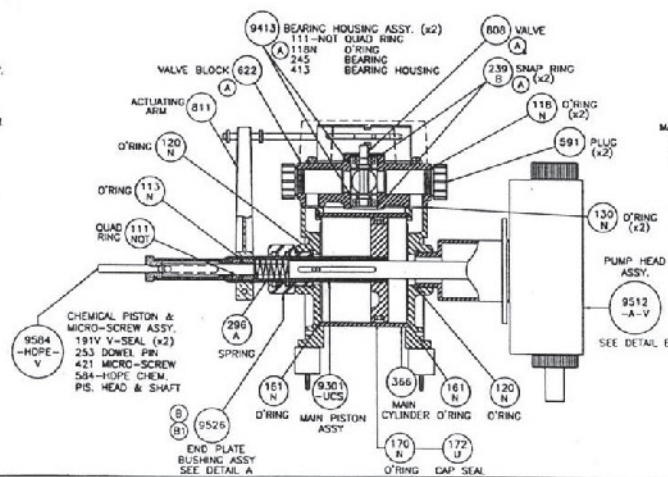 9413 BEARING HOUSING ASSY. (x2)
111-NOT QUAD RING
A 118N O'RING
245 BEARING
413 BEARING HOUSING
808 VALVE
A
VALVE BLOCK 622
A
239 B SNAP RING (x2)
A
ACTUATING ARM 811
118 N O'RING (x2)
O'RING 120 N
591 PLUG (x2)
O'RING 113 N
130 N O'RING (x2)
QUAD RING 111 NOT
PUMP HEAD ASSY.
9512 -A-V
SEE DETAIL
9584 -HOPE- V
CHEMICAL PISTON &
MICRO-SCREW ASSY.
191V V-SEAL (x2)
253 DOWEL PIN
421 MICRO-SCREW
584-HOPE CHEM.
PIS. HEAD & SHAFT
296 A
SPRING
161 N
O'RING
9301 -UCS
MAIN PISTON
ASSY
366
MAIN
CYLINDER
161 N
O'RING
120 N
O'RING
B
B1
9526
END PLATE
BUSHING ASSY
SEE DETAIL A
170 N
O'RING
172 U
CAP SEAL